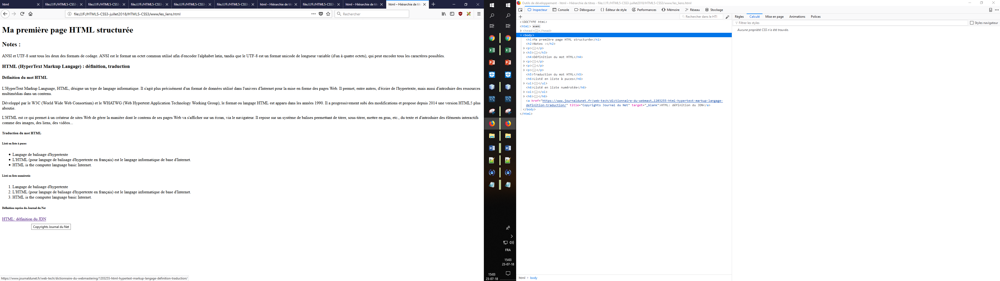 html
file:///F:/HTML5-CSS3-j
file:///F:/HTML5-CSS3-j
file:///F:/HTML5-CSS3-j
file:///F:/HTML5-CSS3-j
file:///F:/HTML5-CSS3-j
html – Hiérarchie de titr
file:///F:/HTML5-CSS3-j
html – Hiérarchie de titres
html – Hiérarchie de titr
file:///F:/HTML5-CSS3-juillet2018/HTML5-CSS3/www/les_liens.html
Rechercher
Ma première page HTML structurée
Notes :
ANSI et UTF-8 sont tous les deux des formats de codage. ANSI est le format un octet commun utilisé afin d'encoder l'alphabet latin, tandis que le UTF-8 est un format unicode de longueur variable (d'un à quatre octets), qui peut encoder tous les caractères possibles.
HTML (HyperText Markup Langage) : définition, traduction
Définition du mot HTML
L'HyperText Markup Language, HTML, désigne un type de langage informatique. Il s'agit plus précisément d'un format de données utilisé dans l'univers d'Internet pour la mise en forme des pages Web. Il permet, entre autres, d'écrire de l'hypertexte, mais aussi d'introduire des ressources
multimédias dans un contenu.
Développé par le W3C (World Wide Web Consortium) et le WHATWG (Web Hypertext Application Technology Working Group), le format ou langage HTML est apparu dans les années 1990. Il a progressivement subi des modifications et propose depuis 2014 une version HTML5 plus
aboutie.
L'HTML est ce qui permet à un créateur de sites Web de gérer la manière dont le contenu de ses pages Web va s'afficher sur un écran, via le navigateur. Il repose sur un système de balises permettant de titrer, sous-titrer, mettre en gras, etc., du texte et d'introduire des éléments interactifs
comme des images, des liens, des vidéos...
Traduction du mot HTML
Listé en liste à puces
Langage de balisage d'hypertexte
L'HTML (pour langage de balisage d'hypertexte en français) est le langage informatique de base d'Internet.
HTML is the computer language basic Internet.
Listé en liste numérotée
1. Langage de balisage d'hypertexte
2. L'HTML (pour langage de balisage d'hypertexte en français) est le langage informatique de base d'Internet.
3. HTML is the computer language basic Internet.
Définition reprise du Journal du Net
HTML: définition du JDN
Copyrights Journal du Net
https://www.journaldunet.fr/web-tech/dictionnaire-du-webmastering/1203255-html-hypertext-markup-langage-definition-traduction/
15:03
23-07-18
FRA
15:03
23-07-18
Outils de développement - html – Hiérarchie de titres - file:///F:/HTML5-CSS3-juillet2018/HTML5-CSS3/www/les_liens.html
Inspecteur
Console
Débogueur
Éditeur de style
Performances
Mémoire
Réseau
Stockage
Rechercher dans le HTI
<!DOCTYPE html>
<html> event
<head></head>
<body>
<h1>Ma première page HTML structurée</h1>
<h2>Notes :</h2>
<p></p>
<h3></h3>
<h4>Définition du mot HTML</h4>
<p></p>
<p></p>
<p></p>
<h5>Traduction du mot HTML</h5>
<h6>Listé en liste à puces</h6>
<ul></ul>
<h6>Listé en liste numérotée</h6>
<ol></ol>
<h6></h6>
<a href="https://www.journaldunet.fr/web-tech/dictionnaire-du-webmast…1203255-html-hypertext-markup-langage-
definition-traduction/" title="Copyrights Journal du Net" target="_blank">HTML: définition du JDN</a>
</body>
</html>
html
body
Règles
Calculé
Mise en page
Animations
Polices
Filtrer les styles
Styles navigateur
Aucune propriété CSS n'a été trouvée.